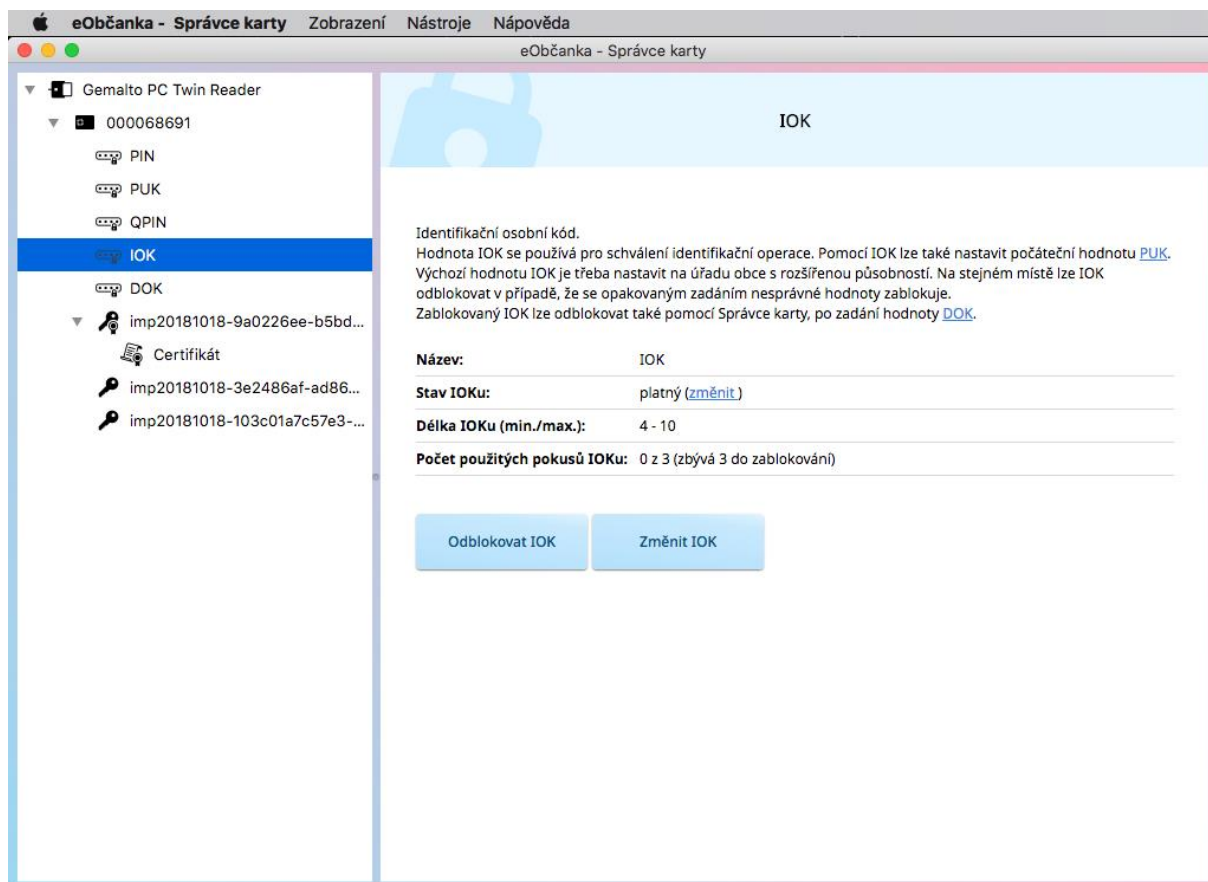 eObčanka - Správce karty Zobrazení Nástroje Nápověda
eObčanka - Správce karty
Gemalto PC Twin Reader
000068691
PIN
PUK
QPIN
IOK
DOK
imp20181018-9a0226ee-b5bd...
Certifikát
imp20181018-3e2486af-ad86...
imp20181018-103c01a7c57e3-...
IOK
Identifikační osobní kód.
Hodnota IOK se používá pro schválení identifikační operace. Pomocí IOK lze také nastavit počáteční hodnotu PUK.
Výchozí hodnotu IOK je třeba nastavit na úřadu obce s rozšířenou působností. Na stejném místě lze IOK
odblokovat v případě, že se opakovaným zadáním nesprávné hodnoty zablokuje.
Zablokovaný IOK lze odblokovat také pomocí Správce karty, po zadání hodnoty DOK.
Název: IOK
Stav IOKu: platný (změnit )
Délka IOKu (min./max.): 4 - 10
Počet použitých pokusů IOKu: 0 z 3 (zbývá 3 do zablokování)
Odblokovat IOK Změnit IOK